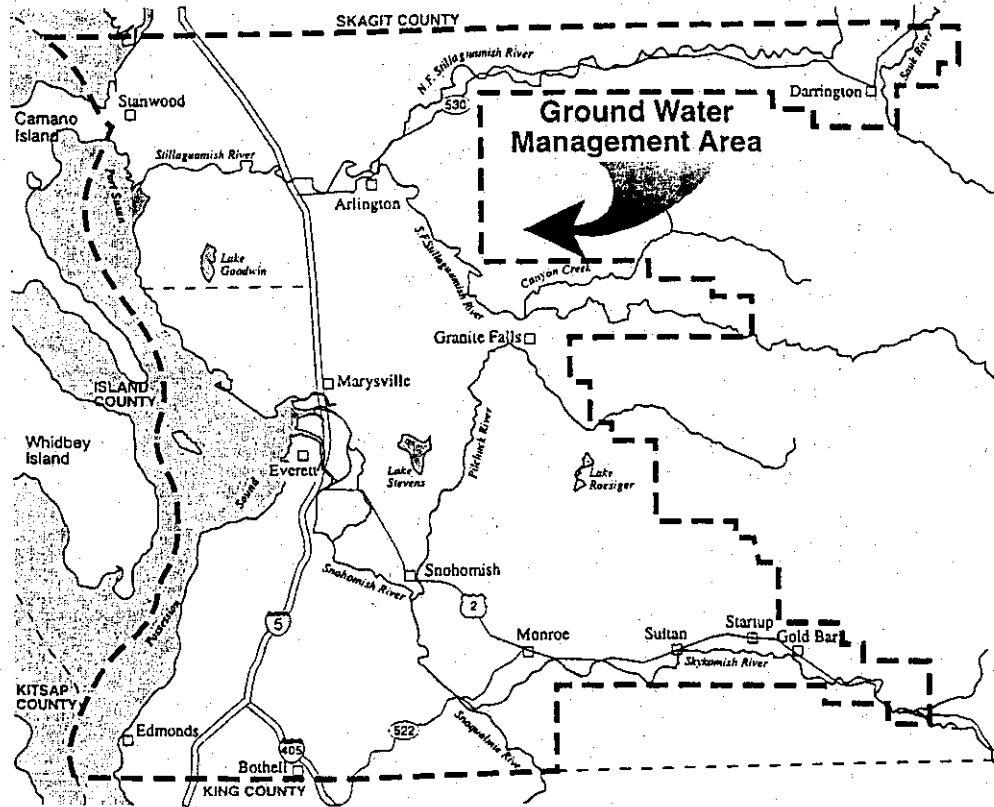 SKAGIT COUNTY
N.F. Stillaguamish River
Sauk River
Stanwood
Darrington
530
Camano
Island
Ground Water
Management Area
Port Susan
Stillaguamish River
Arlington
S.F. Stillaguamish River
Lake
Goodwin
Canyon Creek
Granite Falls
ISLAND
COUNTY
Marysville
Whidbey
Island
Everett
Lake
Stevens
Pilchuck River
Lake
Roesiger
Sound
Snohomish
Snohomish River
2
5
Possession
Monroe
Sultan
Startup
Gold Bar
Skykomish River
KITSAP
COUNTY
Edmonds
522
Snoqualmie River
405
Bothell
KING COUNTY